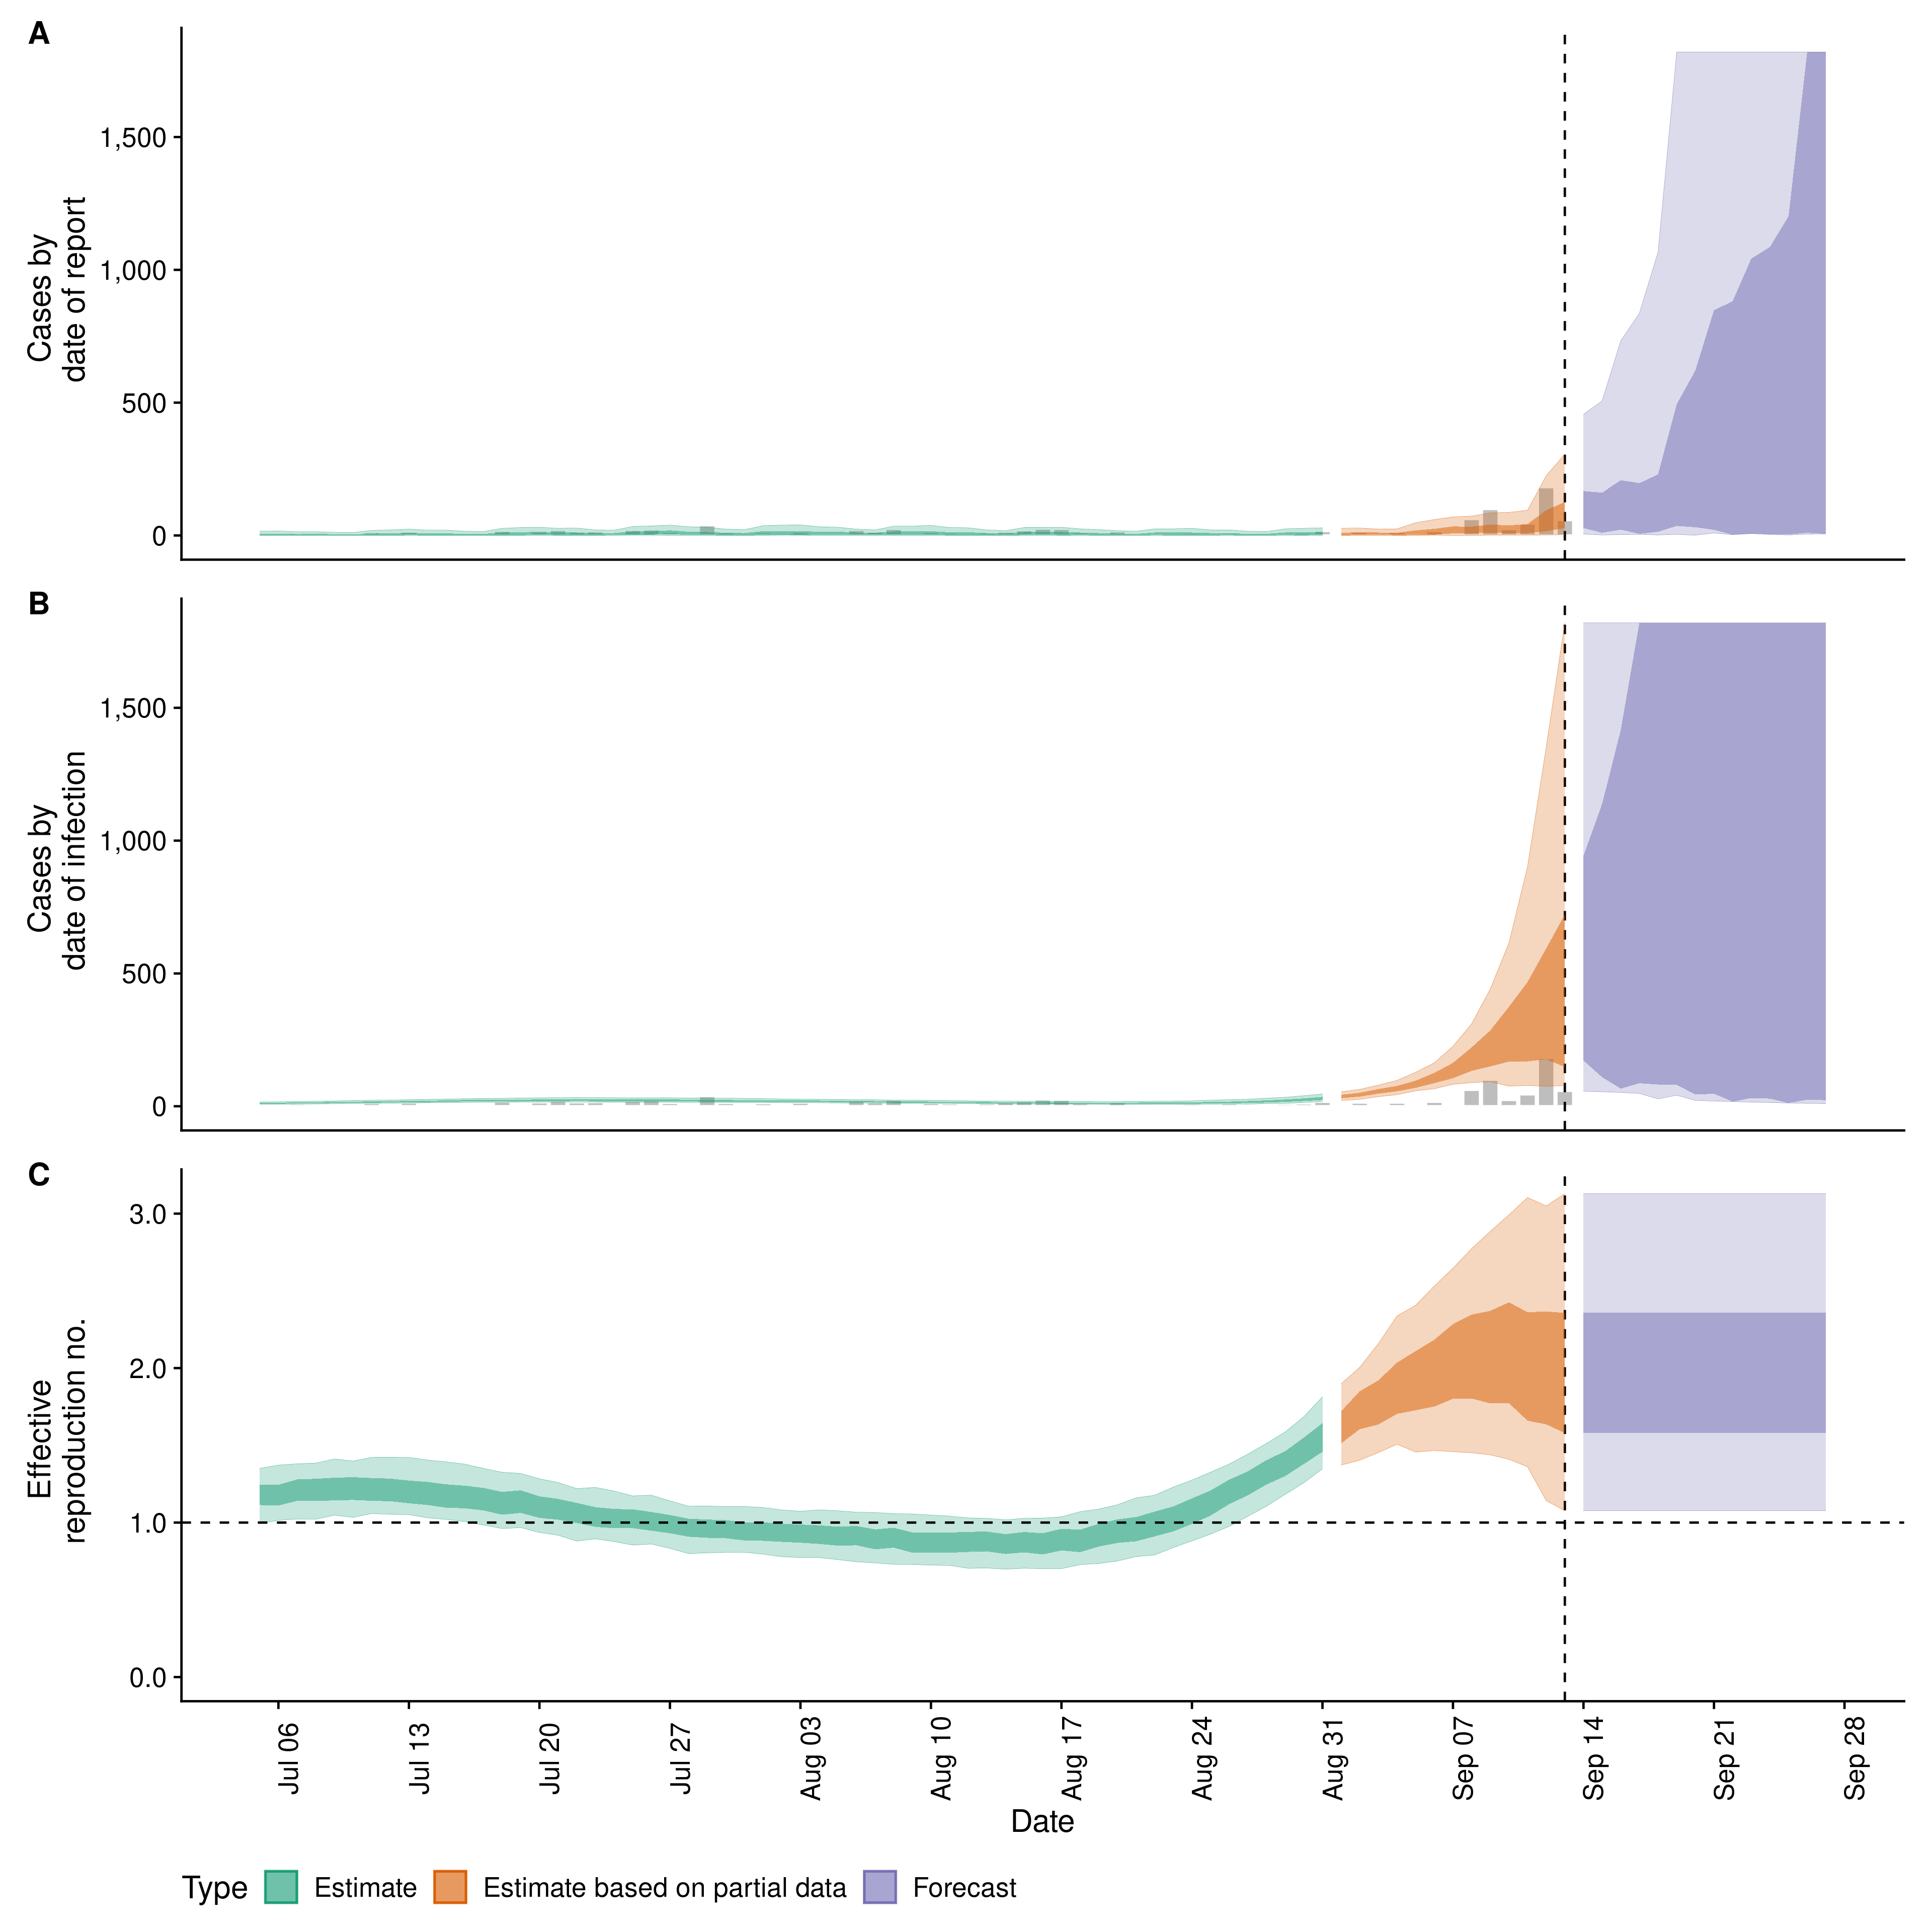 A
Cases by
date of report
1,500
1,000
500
0
B
Cases by
date of infection
1,500
1,000
500
0
C
Effective
reproduction no.
3.0
2.0
1.0
0.0
Jul 06
Jul 13
Jul 20
Jul 27
Aug 03
Aug 10
Aug 17
Aug 24
Aug 31
Sep 07
Sep 14
Sep 21
Sep 28
Date
Type Estimate Estimate based on partial data Forecast